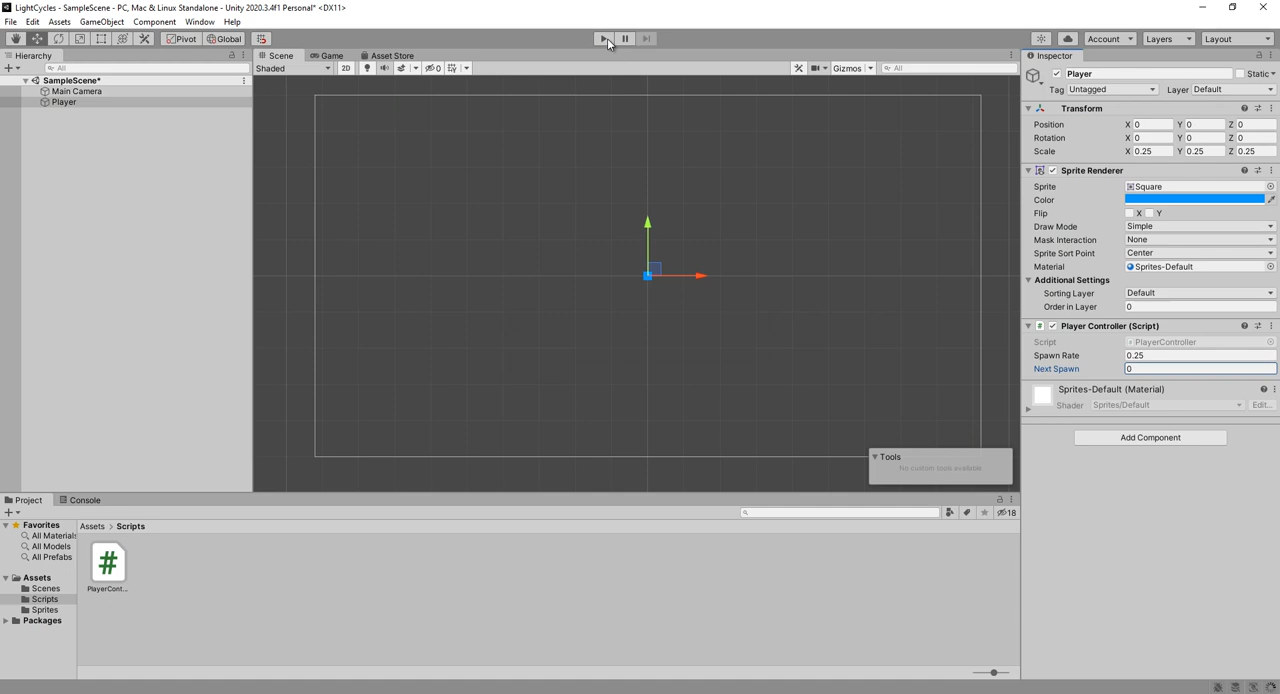 LightCycles - SampleScene - PC, Mac & Linux Standalone - Unity 2020.3.4f1 Personal* <DX11>
File Edit Assets GameObject Component Window Help
Pivot Global Account Layers Layout
Hierarchy
All
SampleScene*
Main Camera
Player
Scene Game Asset Store
Shaded 2D 0 Gizmos All
Tools
No custom tools available
Inspector
Player Static
Tag Untagged Layer Default
Transform
Position X 0 Y 0 Z 0
Rotation X 0 Y 0 Z 0
Scale X 0.25 Y 0.25 Z 0.25
Sprite Renderer
Sprite Square
Color
Flip X Y
Draw Mode Simple
Mask Interaction None
Sprite Sort Point Center
Material Sprites-Default
Additional Settings
Sorting Layer Default
Order in Layer 0
# Player Controller (Script)
Script PlayerController
Spawn Rate 0.25
Next Spawn 0
Sprites-Default (Material)
Shader Sprites/Default Edit...
Add Component
Project Console
18
Favorites
All Materials
All Models
All Prefabs
Assets
Scenes
Scripts
Sprites
Packages
Assets > Scripts
#
PlayerCont...